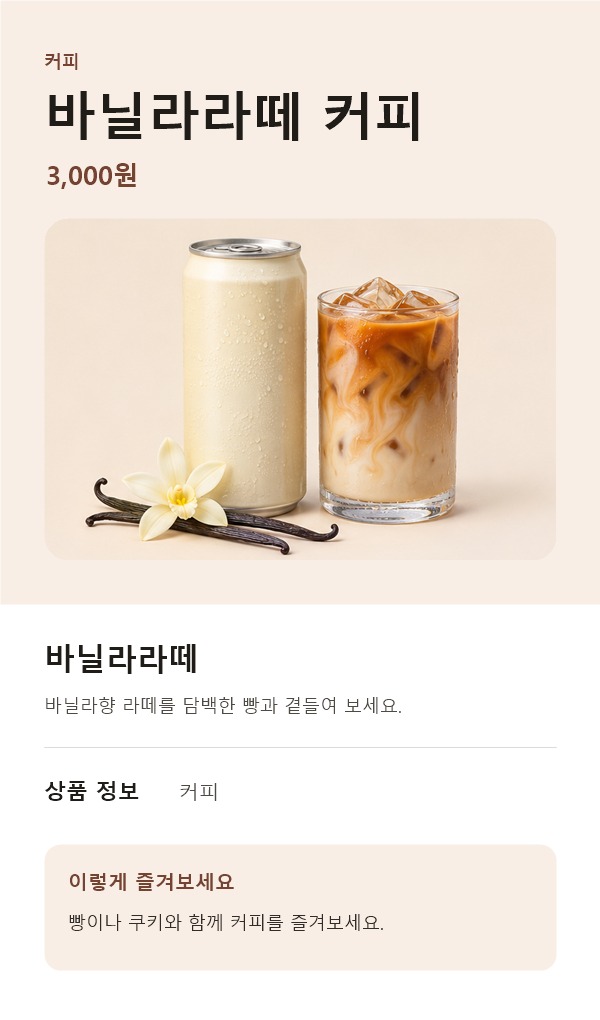 커피
바닐라라떼 커피
3,000원
바닐라라떼
바닐라향 라떼를 담백한 빵과 곁들여 보세요.
상품 정보 커피
이렇게 즐겨보세요
빵이나 쿠키와 함께 커피를 즐겨보세요.